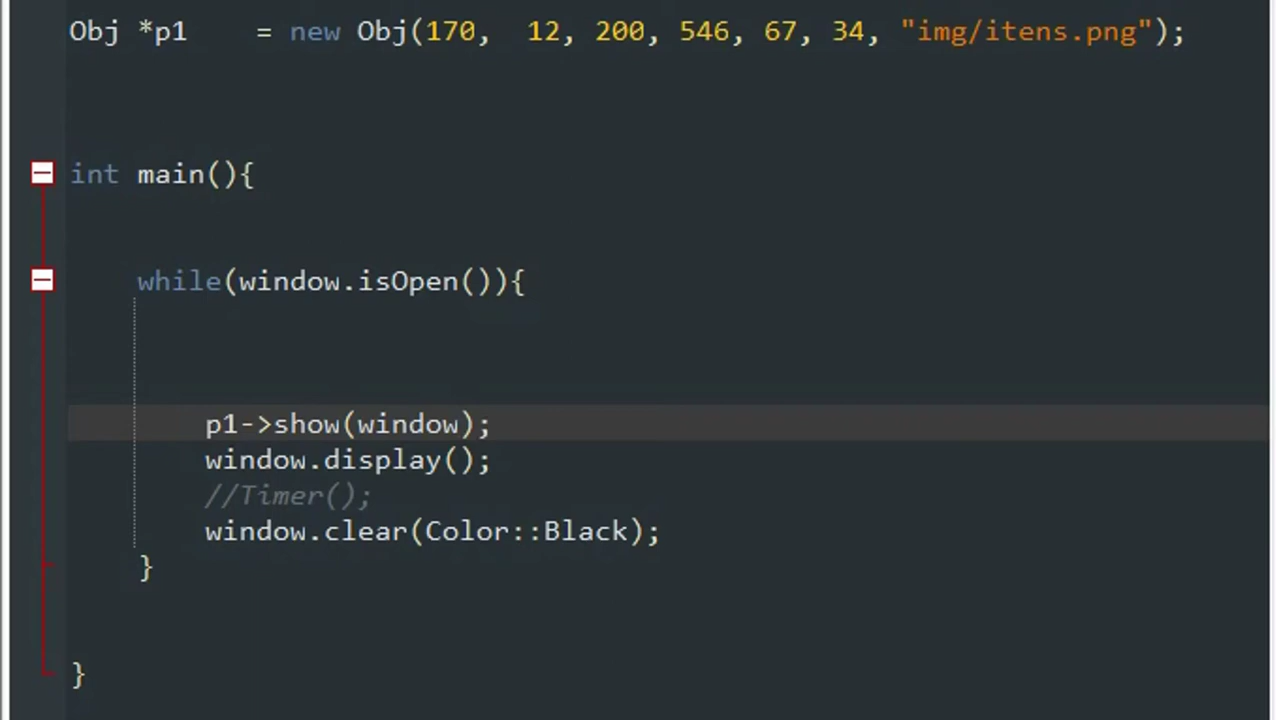 Obj *p1    = new Obj(170,  12, 200, 546, 67, 34, "img/itens.png");
int main(){
while(window.isOpen()){
p1->show(window);
window.display();
//Timer();
window.clear(Color::Black);
}
}